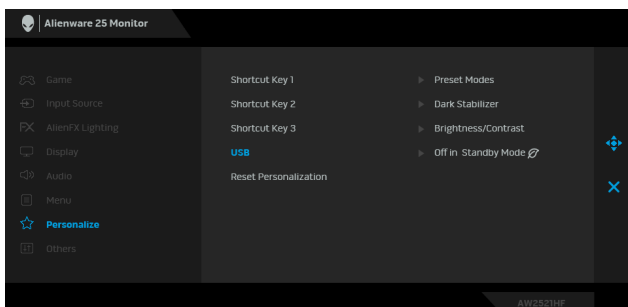 Alienware 25 Monitor
Game
Input Source
FX AlienFX Lighting
Display
Audio
Menu
Personalize
Others
Shortcut Key 1 Preset Modes
Shortcut Key 2 Dark Stabilizer
Shortcut Key 3 Brightness/Contrast
USB Off in Standby Mode
Reset Personalization
AW2521HF